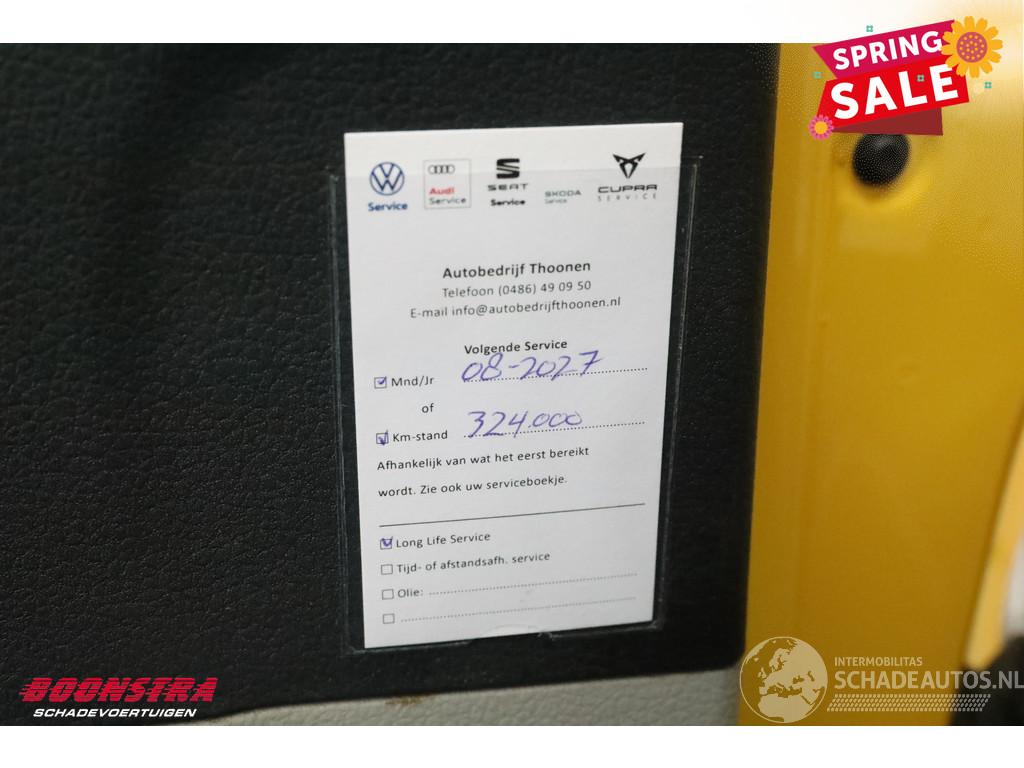 SPRING
SALE
Service
Audi
Service
SEAT
Service
SKODA
Service
CUPRA
SERVICE
Autobedrijf Thoonen
Telefoon (0486) 49 09 50
E-mail info@autobedrijfthoonen.nl
Volgende Service
Mnd/Jr 08-2027
of
Km-stand 324.000
Afhankelijk van wat het eerst bereikt
wordt. Zie ook uw serviceboekje.
Long Life Service
Tijd- of afstandsafh. service
Olie:
BOONSTRA
SCHADEVOERTUIGEN
INTERMOBILITAS
SCHADEAUTOS.NL